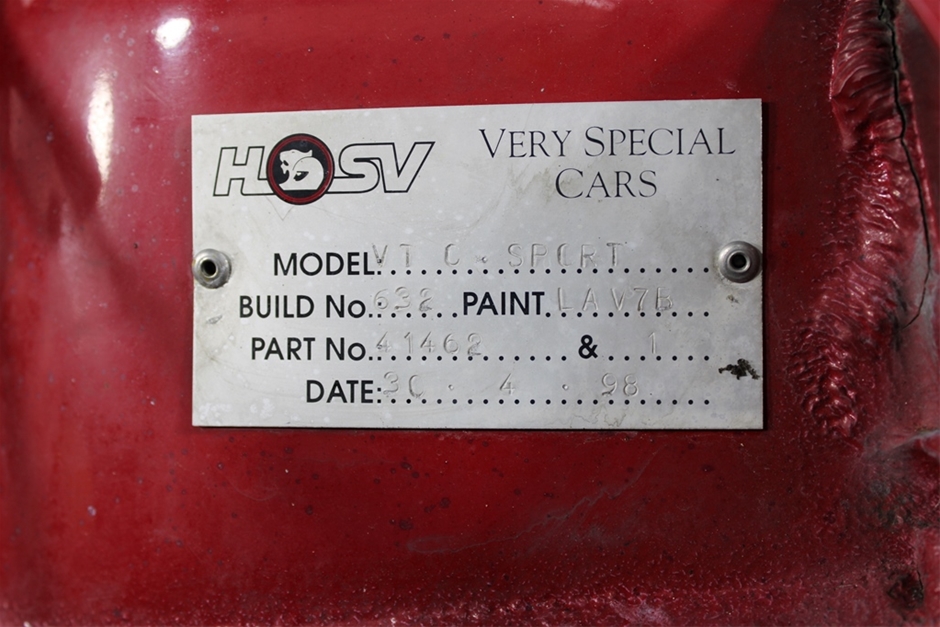 HSV VERY SPECIAL
CARS
MODEL: VT C. SPORT
BUILD No. 632 PAINT LAV7B
PART No. 41462 & 1
DATE: 30 . 4 . 98